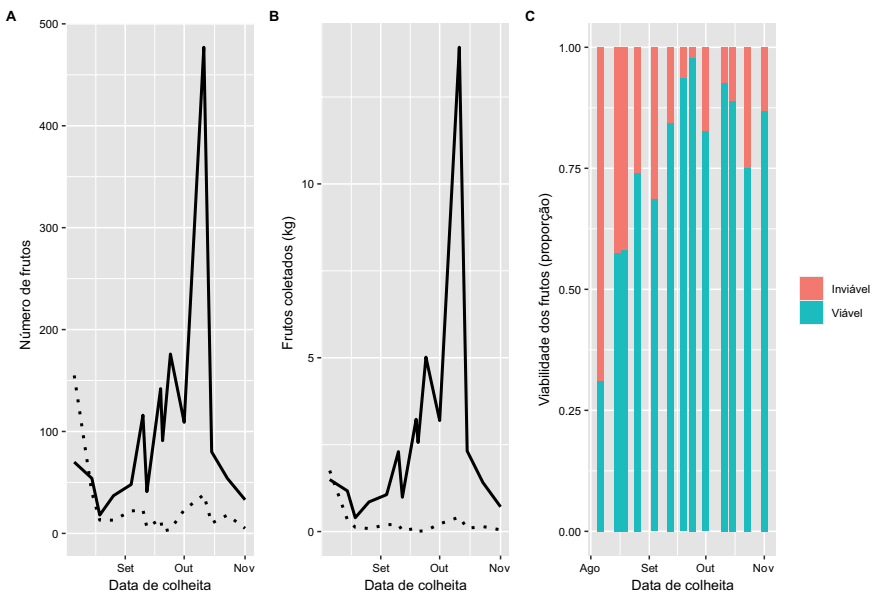 A
500
400
300
200
100
0
Número de frutos
Set
Out
Nov
Data de colheita
B
10
5
0
Frutos coletados (kg)
Set
Out
Nov
Data de colheita
C
1.00
0.75
0.50
0.25
0.00
Viabilidade dos frutos (proporção)
Ago
Set
Out
Nov
Data de colheita
Inviável
Viável